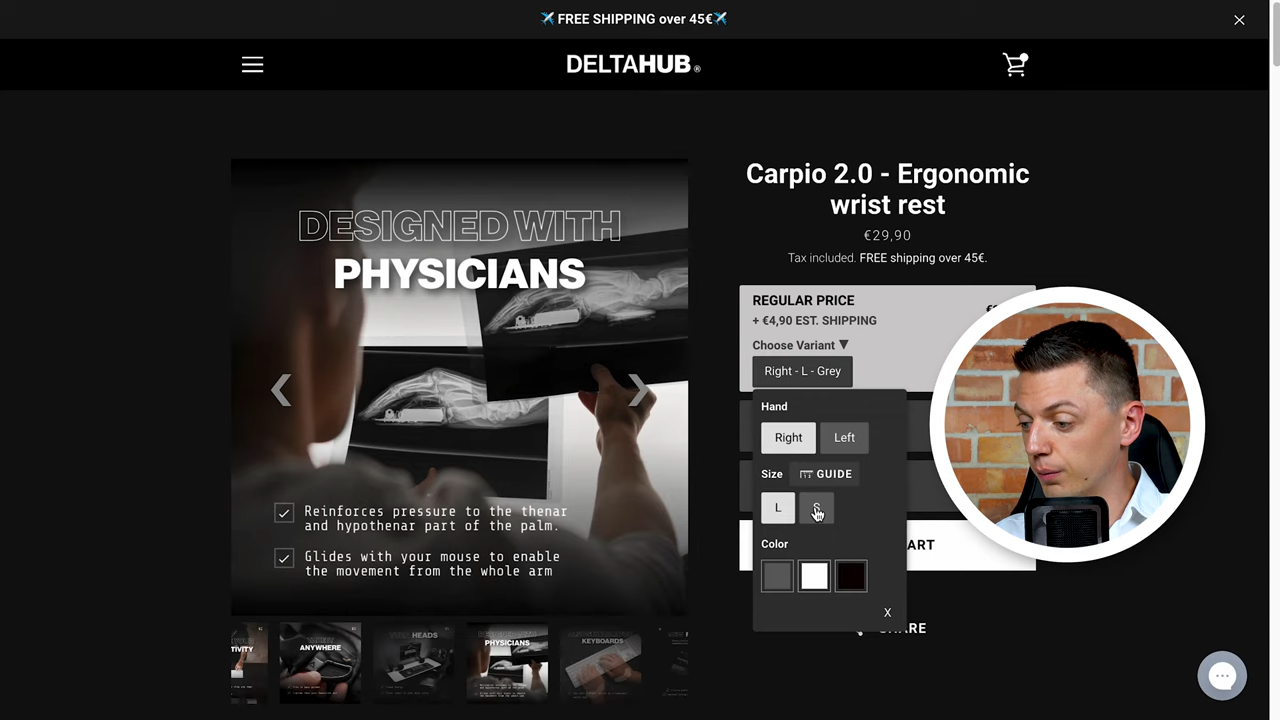 ✈️FREE SHIPPING over 45€✈️
DELTAHUB®
DESIGNED WITH
PHYSICIANS
Reinforces pressure to the thenar
and hypothenar part of the palm.
Glides with your mouse to enable
the movement from the whole arm
ANYWHERE
HEADS
PHYSICIANS
KEYBOARDS
Carpio 2.0 - Ergonomic
wrist rest
€29,90
Tax included. FREE shipping over 45€.
REGULAR PRICE
+ €4,90 EST. SHIPPING
Choose Variant ▼
Right - L - Grey
Hand
Right Left
Size GUIDE
L S
Color
X
ART
SHARE